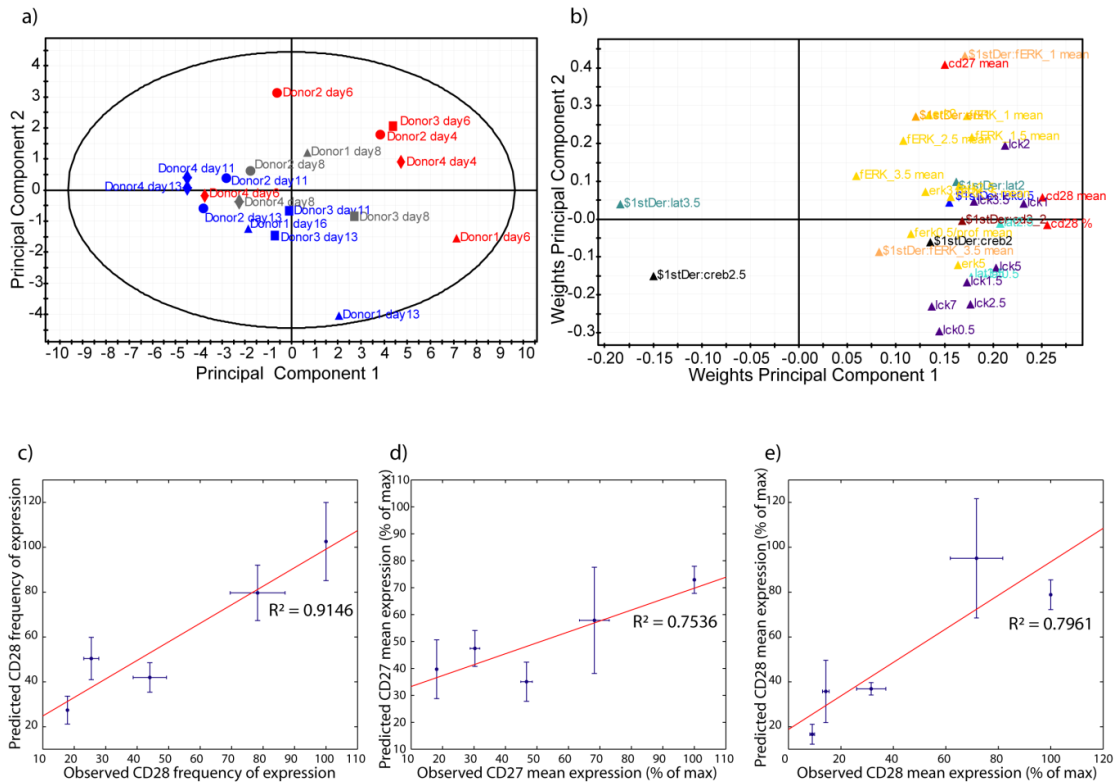 a)
Principal Component 2
4
3
2
1
0
-1
-2
-3
-4
Donor2 day6
Donor3 day6
Donor2 day4
Donor1 day8
Donor2 day8
Donor4 day4
Donor4 day11
Donor2 day11
Donor4 day13
Donor4 day6
Donor4 day8
Donor2 day13
Donor3 day11
Donor3 day8
Donor1 day16
Donor3 day13
Donor1 day6
Donor1 day13
-10 -9 -8 -7 -6 -5 -4 -3 -2 -1 0 1 2 3 4 5 6 7 8 9 10
Principal Component 1
b)
Weights Principal Component 2
0.4
0.3
0.2
0.1
-0.0
-0.1
-0.2
-0.3
$1stDer:fERK_1 mean
cd27 mean
fERK_1 mean
fERK_2.5 mean
fERK_1.5 mean
lck2
fERK_3.5 mean
$1stDer:lat2
$1stDer:lat3.5
lck3.5
lck1
cd28 mean
cd28 %
ferk0.5/prof mean
$1stDer:creb2
$1stDer:fERK_3.5 mean
erk5
lck5
$1stDer:creb2.5
lck1.5
lck7
lck2.5
lck0.5
-0.20 -0.15 -0.10 -0.05 -0.00 0.05 0.10 0.15 0.20 0.25
Weights Principal Component 1
c)
Predicted CD28 frequency of expression
120
100
80
60
40
20
R² = 0.9146
10 20 30 40 50 60 70 80 90 100 110
Observed CD28 frequency of expression
d)
Predicted CD27 mean expression (% of max)
110
100
90
80
70
60
50
40
30
20
10
R² = 0.7536
10 20 30 40 50 60 70 80 90 100 110
Observed CD27 mean expression (% of max)
e)
Predicted CD28 mean expression (% of max)
120
100
80
60
40
20
R² = 0.7961
0 20 40 60 80 100 120
Observed CD28 mean expression (% of max)